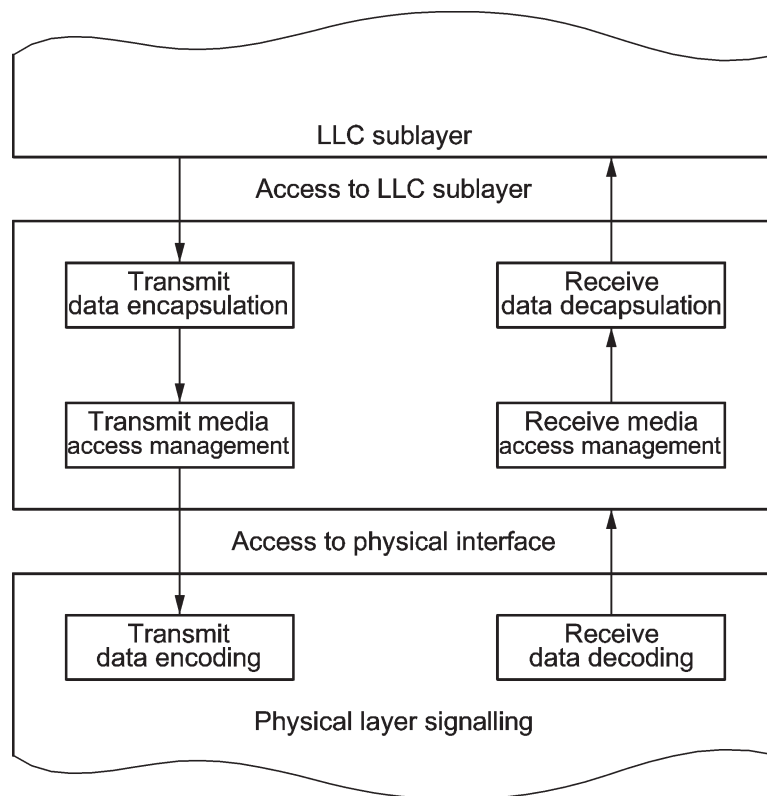 LLC sublayer
Access to LLC sublayer
Transmit
data encapsulation
Receive
data decapsulation
Transmit media
access management
Receive media
access management
Access to physical interface
Transmit
data encoding
Receive
data decoding
Physical layer signalling